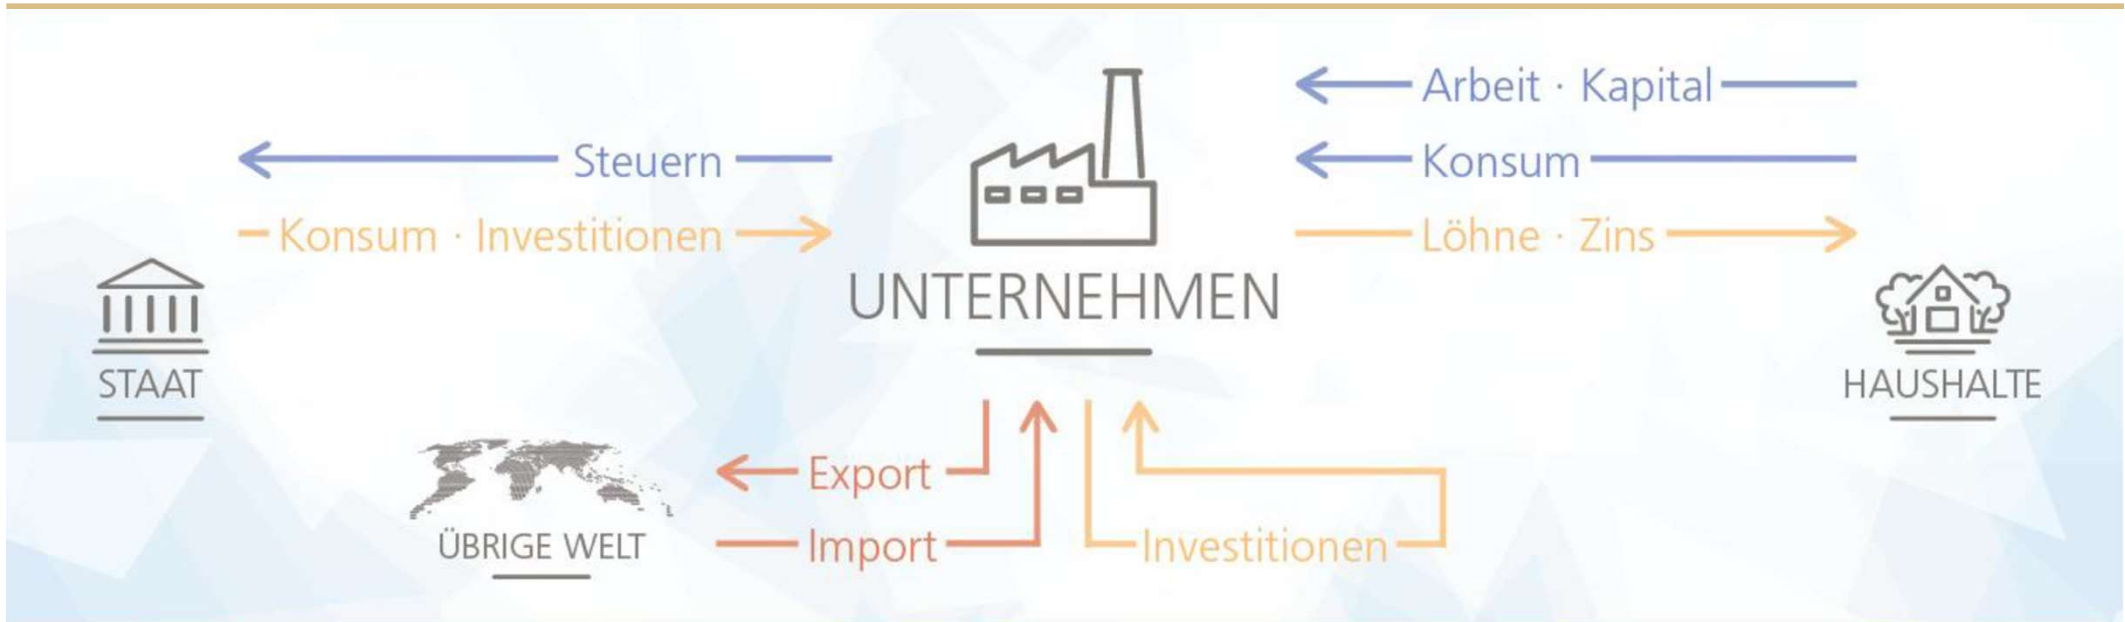 Arbeit · Kapital
Steuern
Konsum
Konsum · Investitionen
Löhne · Zins
UNTERNEHMEN
STAAT
HAUSHALTE
Export
ÜBRIGE WELT
Import
Investitionen